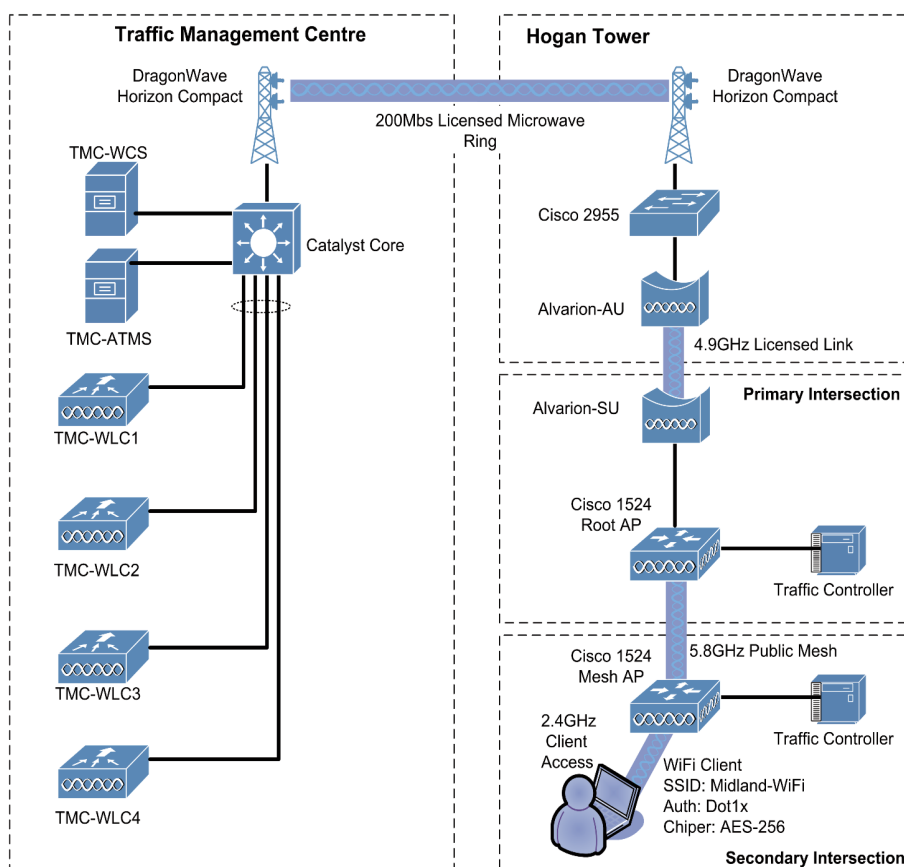 Traffic Management Centre
DragonWave
Horizon Compact
TMC-WCS
Catalyst Core
TMC-ATMS
TMC-WLC1
TMC-WLC2
TMC-WLC3
TMC-WLC4
200Mbs Licensed Microwave
Ring
Hogan Tower
DragonWave
Horizon Compact
Cisco 2955
Alvarion-AU
4.9GHz Licensed Link
Primary Intersection
Alvarion-SU
Cisco 1524
Root AP
Traffic Controller
5.8GHz Public Mesh
Cisco 1524
Mesh AP
Traffic Controller
2.4GHz
Client
Access
WiFi Client
SSID: Midland-WiFi
Auth: Dot1x
Chiper: AES-256
Secondary Intersection